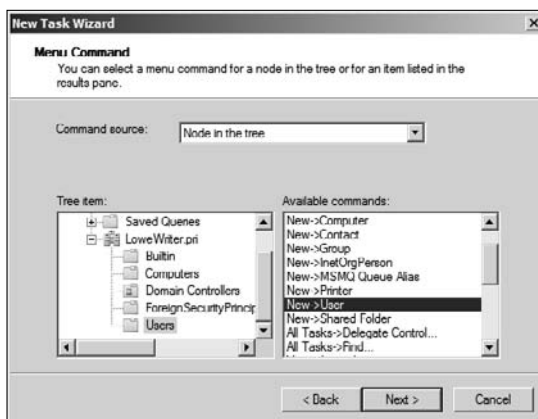 New Task Wizard
Menu Command
You can select a menu command for a node in the tree or for an item listed in the
results pane.
Command source:
Node in the tree
Tree item:
Saved Queries
LoweWriter.pri
Builtin
Computers
Domain Controllers
ForeignSecurityPrincip
Users
Available commands:
New->Computer
New->Contact
New->Group
New->InetOrgPerson
New->MSMQ Queue Alias
New->Printer
New->User
New->Shared Folder
All Tasks->Delegate Control...
All Tasks->Find...
< Back
Next >
Cancel